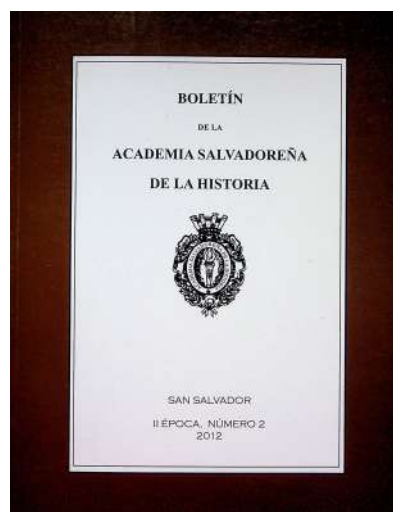 BOLETÍN
DE LA
ACADEMIA SALVADOREÑA
DE LA HISTORIA
SAN SALVADOR
II ÉPOCA, NÚMERO 2
2012